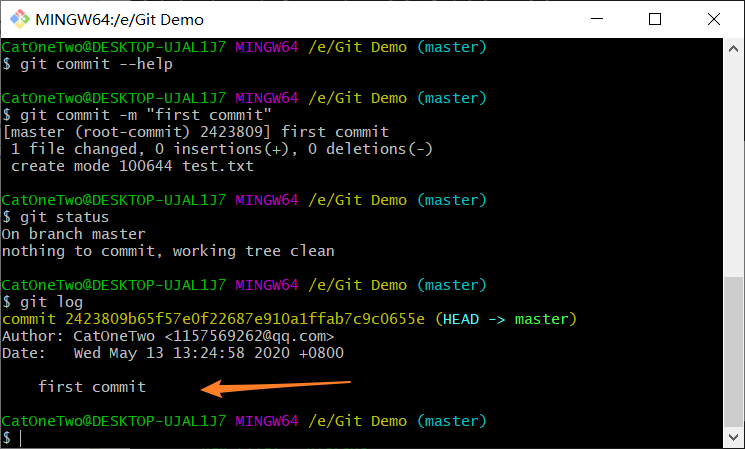 MINGW64:/e/Git Demo
CatOneTwo@DESKTOP-UJAL1J7 MINGW64 /e/Git Demo (master)
$ git commit --help
CatOneTwo@DESKTOP-UJAL1J7 MINGW64 /e/Git Demo (master)
$ git commit -m "first commit"
[master (root-commit) 2423809] first commit
 1 file changed, 0 insertions(+), 0 deletions(-)
 create mode 100644 test.txt
CatOneTwo@DESKTOP-UJAL1J7 MINGW64 /e/Git Demo (master)
$ git status
On branch master
nothing to commit, working tree clean
CatOneTwo@DESKTOP-UJAL1J7 MINGW64 /e/Git Demo (master)
$ git log
commit 2423809b65f57e0f22687e910a1ffab7c9c0655e (HEAD -> master)
Author: CatOneTwo <1157569262@qq.com>
Date:   Wed May 13 13:24:58 2020 +0800
    first commit
CatOneTwo@DESKTOP-UJAL1J7 MINGW64 /e/Git Demo (master)
$